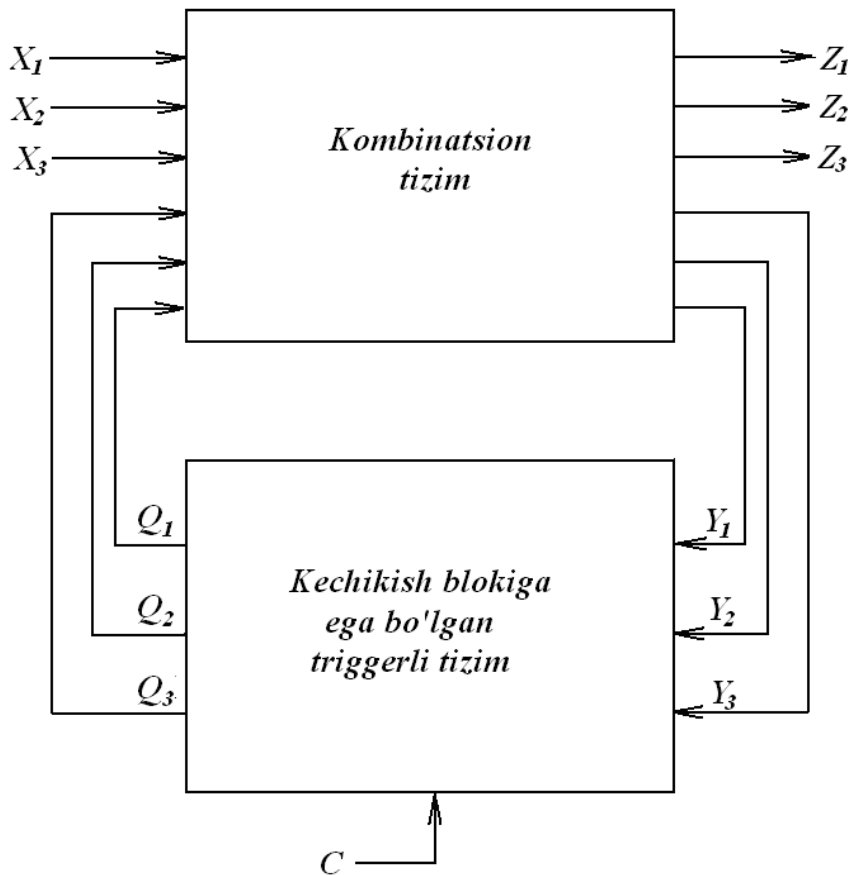 X1
X2
X3
Kombinatsion
tizim
Z1
Z2
Z3
Q1
Q2
Q3
Kechikish blokiga
ega bo'lgan
triggerli tizim
Y1
Y2
Y3
C